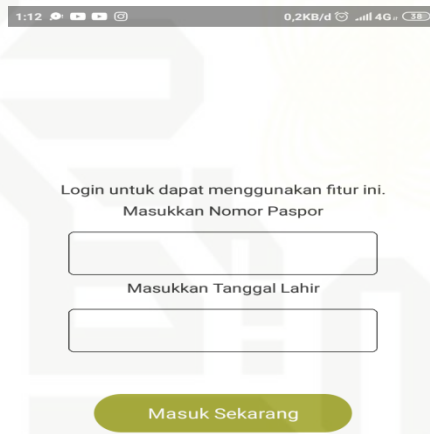 1:12 0,2KB/d 4G 38
Login untuk dapat menggunakan fitur ini.
Masukkan Nomor Paspor
Masukkan Tanggal Lahir
Masuk Sekarang